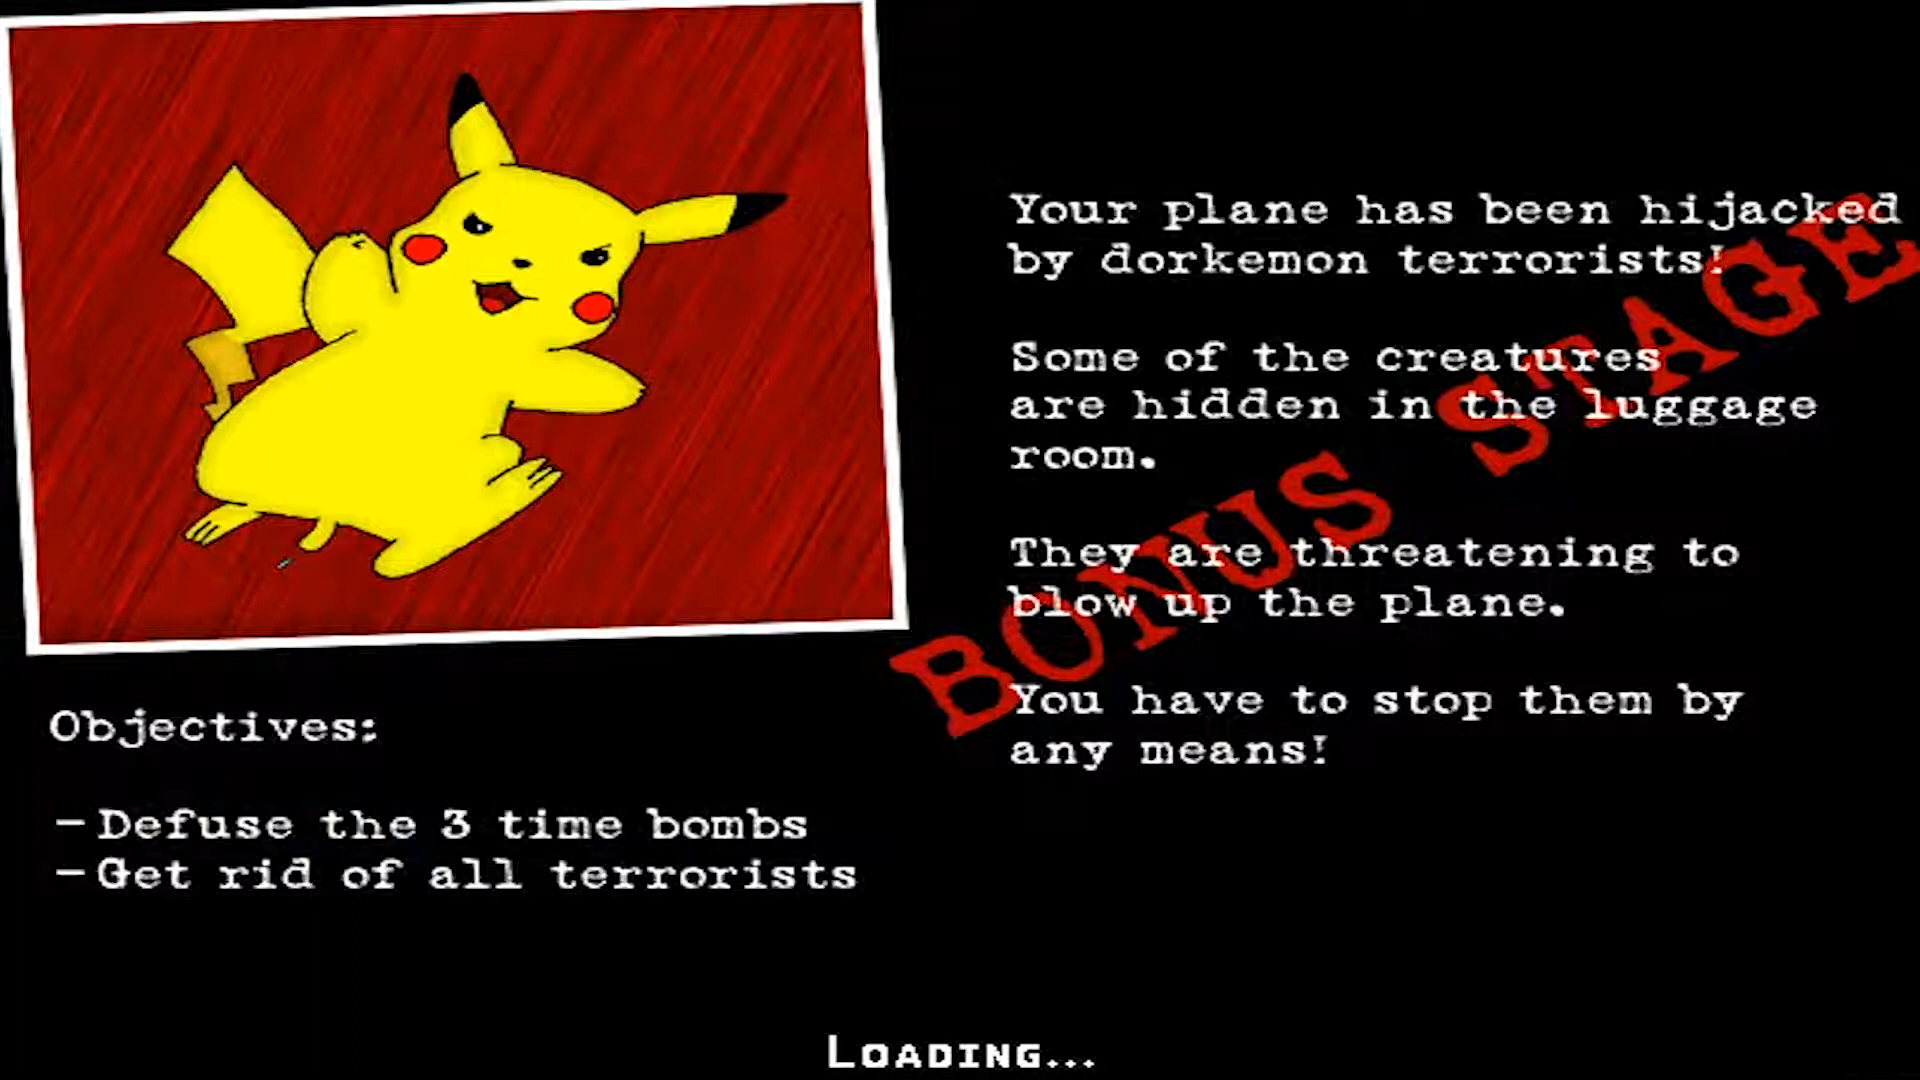 Your plane has been hijacked
by dorkemon terrorists!
Some of the creatures
are hidden in the luggage
room.
They are threatening to
blow up the plane.
You have to stop them by
any means!
BONUS STAGE
Objectives:
-Defuse the 3 time bombs
-Get rid of all terrorists
LOADING...